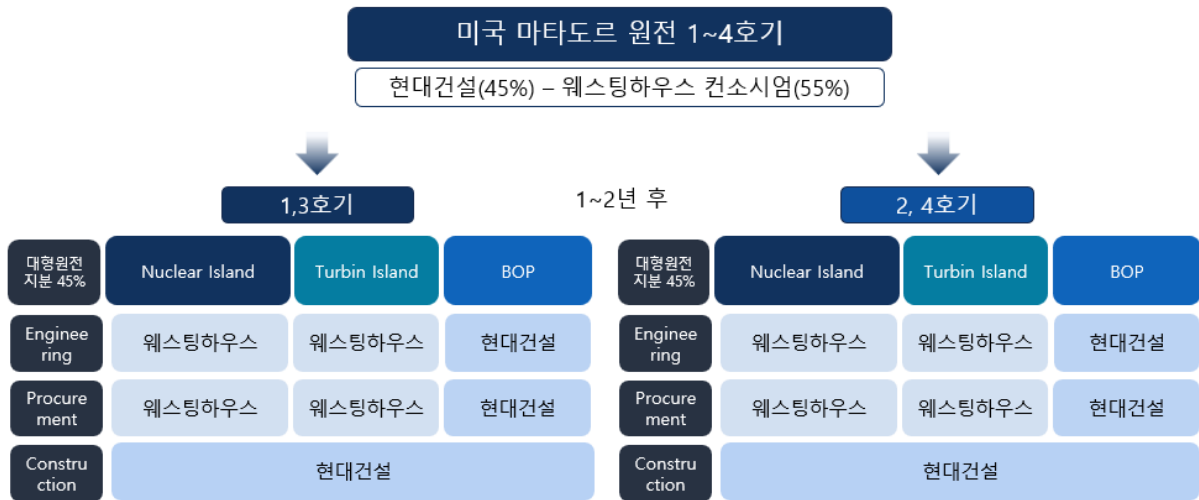 미국 마타도르 원전 1~4호기
현대건설(45%) – 웨스팅하우스 컨소시엄(55%)
1,3호기
1~2년 후
2, 4호기
대형원전
지분 45%
Nuclear Island
Turbin Island
BOP
Enginee
ring
웨스팅하우스
웨스팅하우스
현대건설
Procure
ment
웨스팅하우스
웨스팅하우스
현대건설
Constru
ction
현대건설
대형원전
지분 45%
Nuclear Island
Turbin Island
BOP
Enginee
ring
웨스팅하우스
웨스팅하우스
현대건설
Procure
ment
웨스팅하우스
웨스팅하우스
현대건설
Constru
ction
현대건설